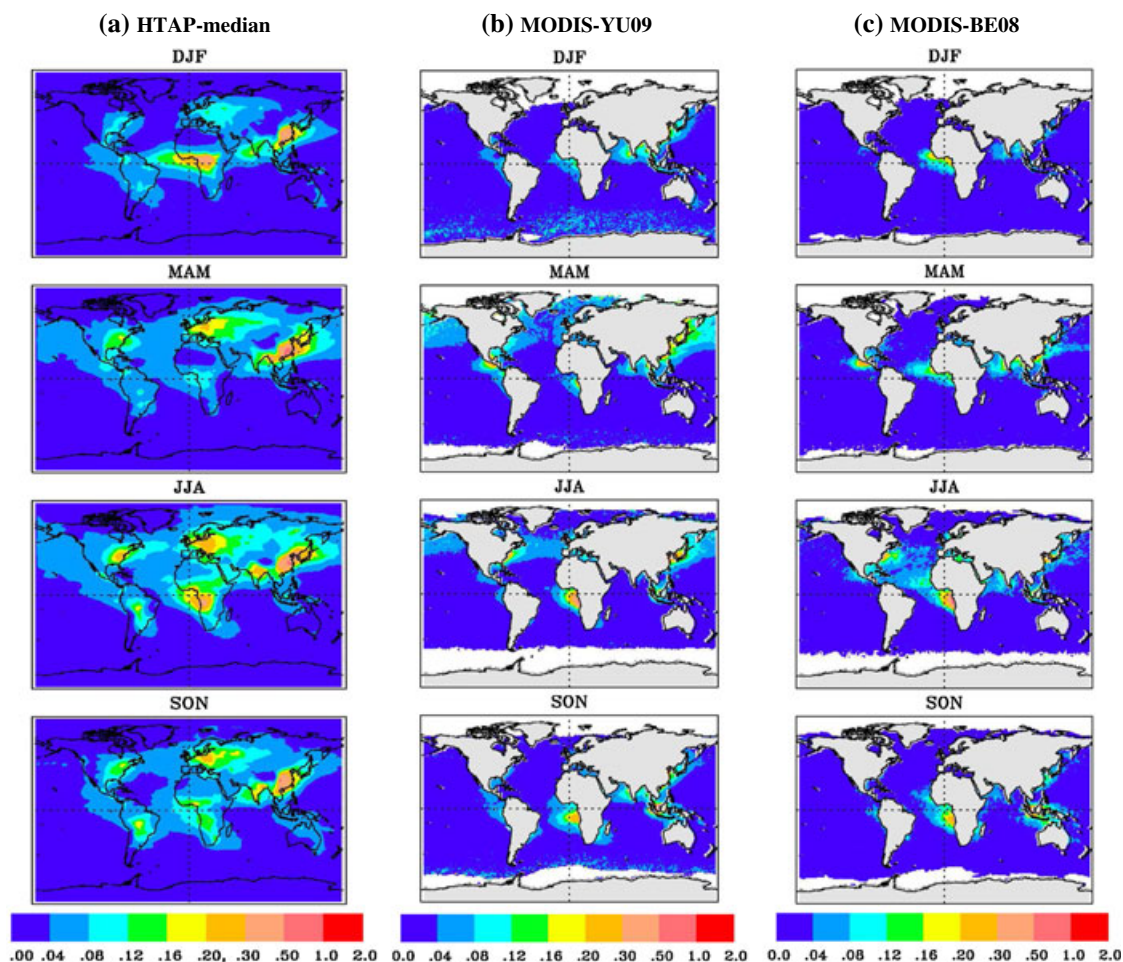 (a) HTAP-median (b) MODIS-YU09 (c) MODIS-BE08
DJF DJF DJF
MAM MAM MAM
JJA JJA JJA
SON SON SON
.00 .04 .08 .12 .16 .20, .30 .50 1.0 2.0 0.0 .04 .08 .12 .16 .20 .30 .50 1.0 2.0 0.0 .04 .08 .12 .16 .20 .30 .50 1.0 2.0